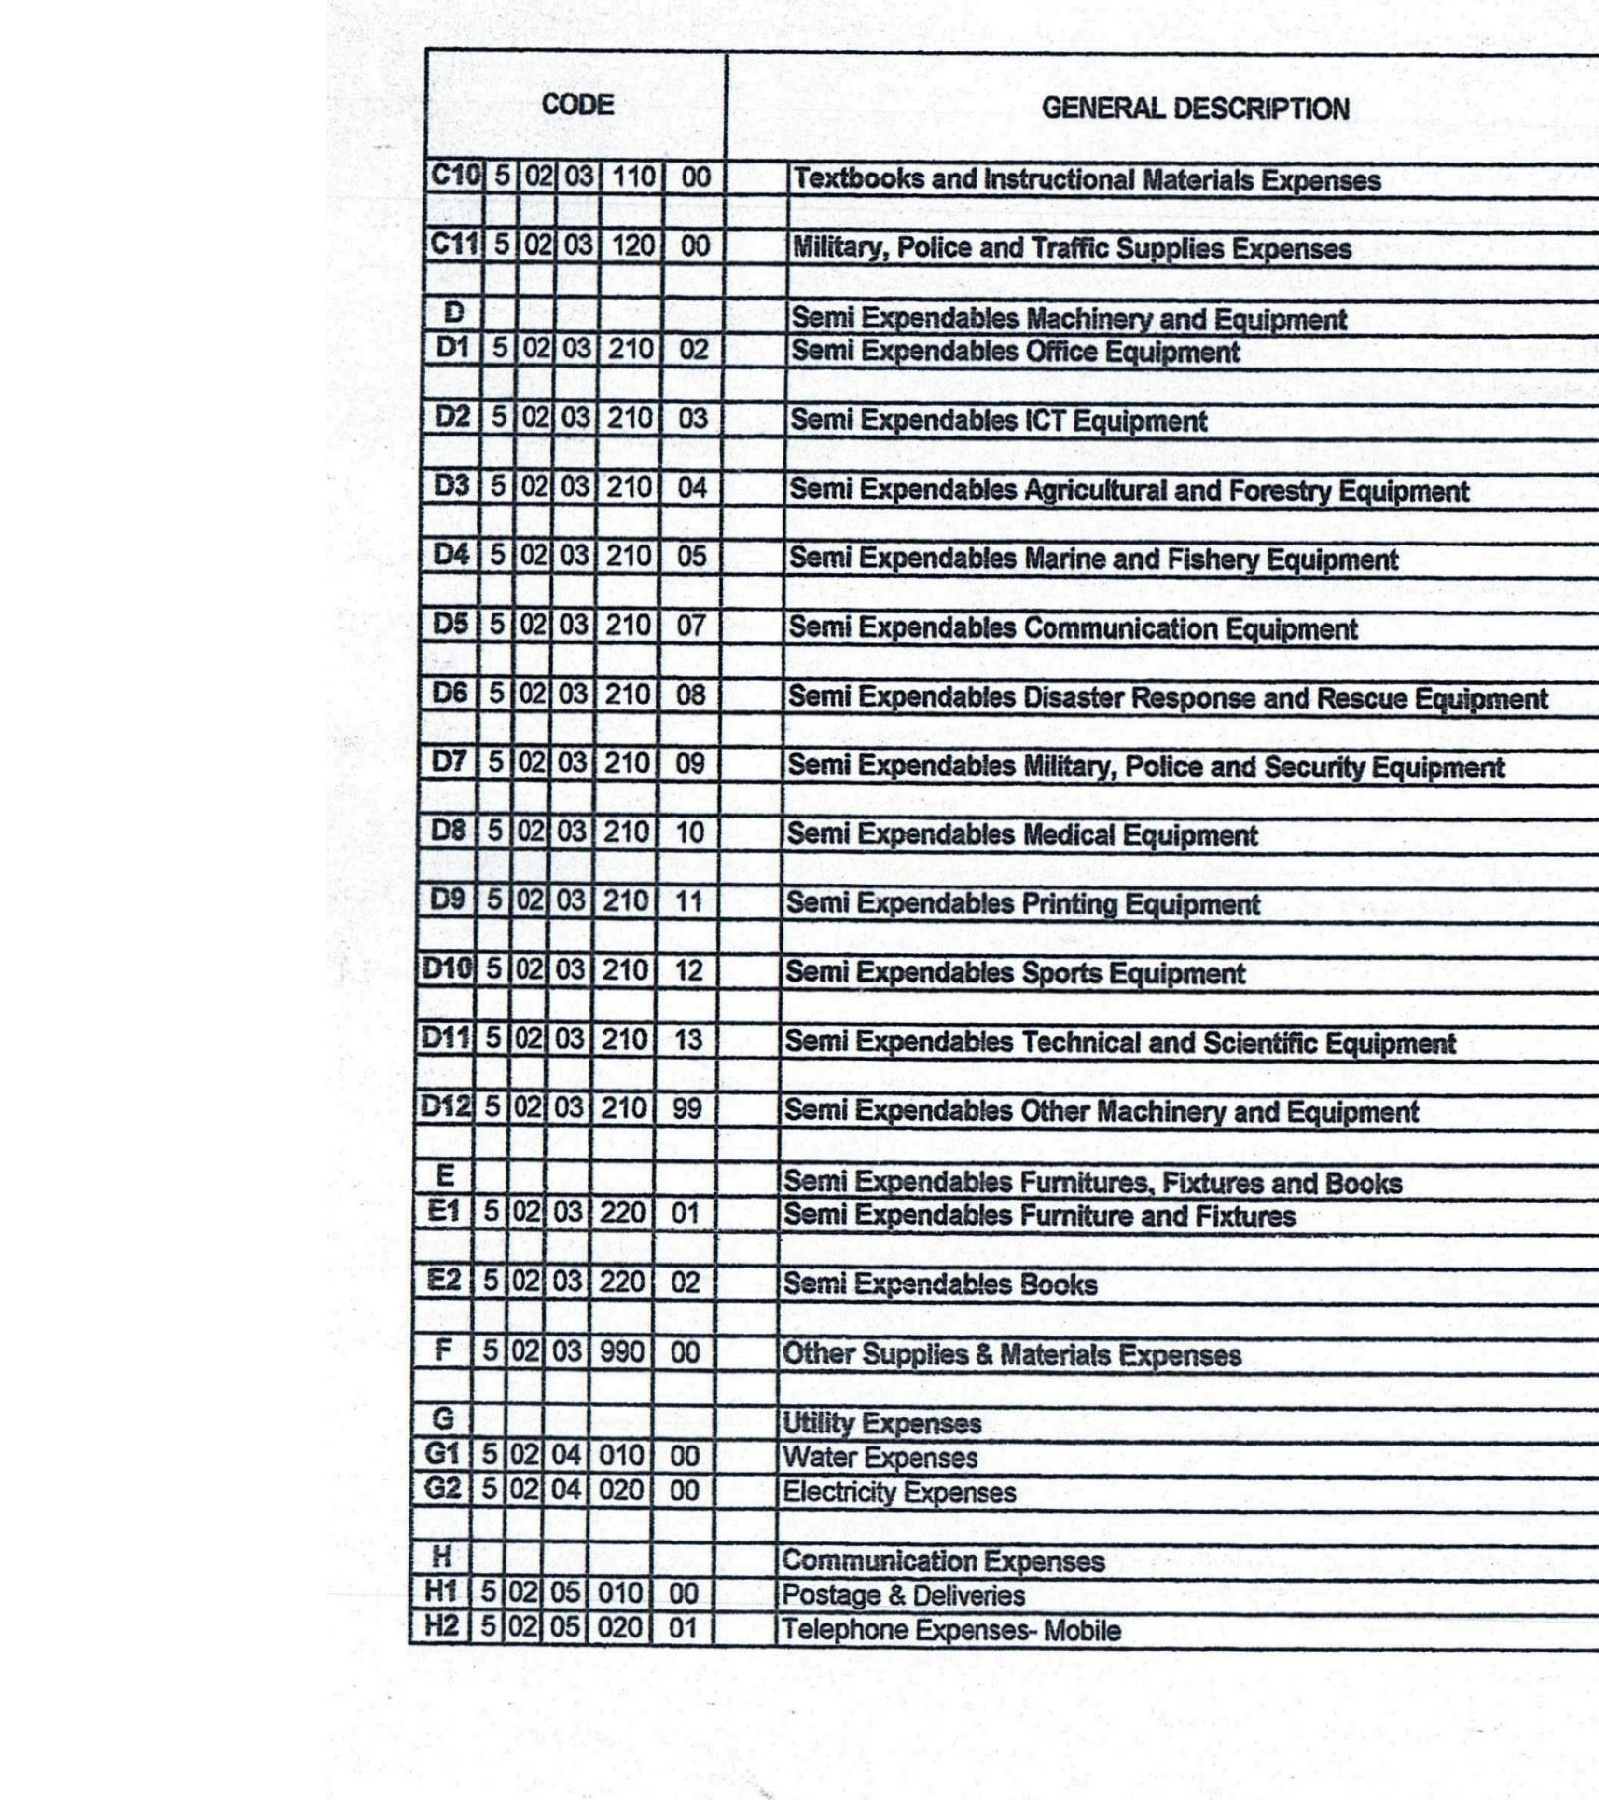 CODE GENERAL DESCRIPTION
C10 5 02 03 110 00 Textbooks and Instructional Materials Expenses
C11 5 02 03 120 00 Military, Police and Traffic Supplies Expenses
D Semi Expendables Machinery and Equipment
D1 5 02 03 210 02 Semi Expendables Office Equipment
D2 5 02 03 210 03 Semi Expendables ICT Equipment
D3 5 02 03 210 04 Semi Expendables Agricultural and Forestry Equipment
D4 5 02 03 210 05 Semi Expendables Marine and Fishery Equipment
D5 5 02 03 210 07 Semi Expendables Communication Equipment
D6 5 02 03 210 08 Semi Expendables Disaster Response and Rescue Equipment
D7 5 02 03 210 09 Semi Expendables Military, Police and Security Equipment
D8 5 02 03 210 10 Semi Expendables Medical Equipment
D9 5 02 03 210 11 Semi Expendables Printing Equipment
D10 5 02 03 210 12 Semi Expendables Sports Equipment
D11 5 02 03 210 13 Semi Expendables Technical and Scientific Equipment
D12 5 02 03 210 99 Semi Expendables Other Machinery and Equipment
E Semi Expendables Furnitures, Fixtures and Books
E1 5 02 03 220 01 Semi Expendables Furniture and Fixtures
E2 5 02 03 220 02 Semi Expendables Books
F 5 02 03 990 00 Other Supplies & Materials Expenses
G Utility Expenses
G1 5 02 04 010 00 Water Expenses
G2 5 02 04 020 00 Electricity Expenses
H Communication Expenses
H1 5 02 05 010 00 Postage & Deliveries
H2 5 02 05 020 01 Telephone Expenses- Mobile